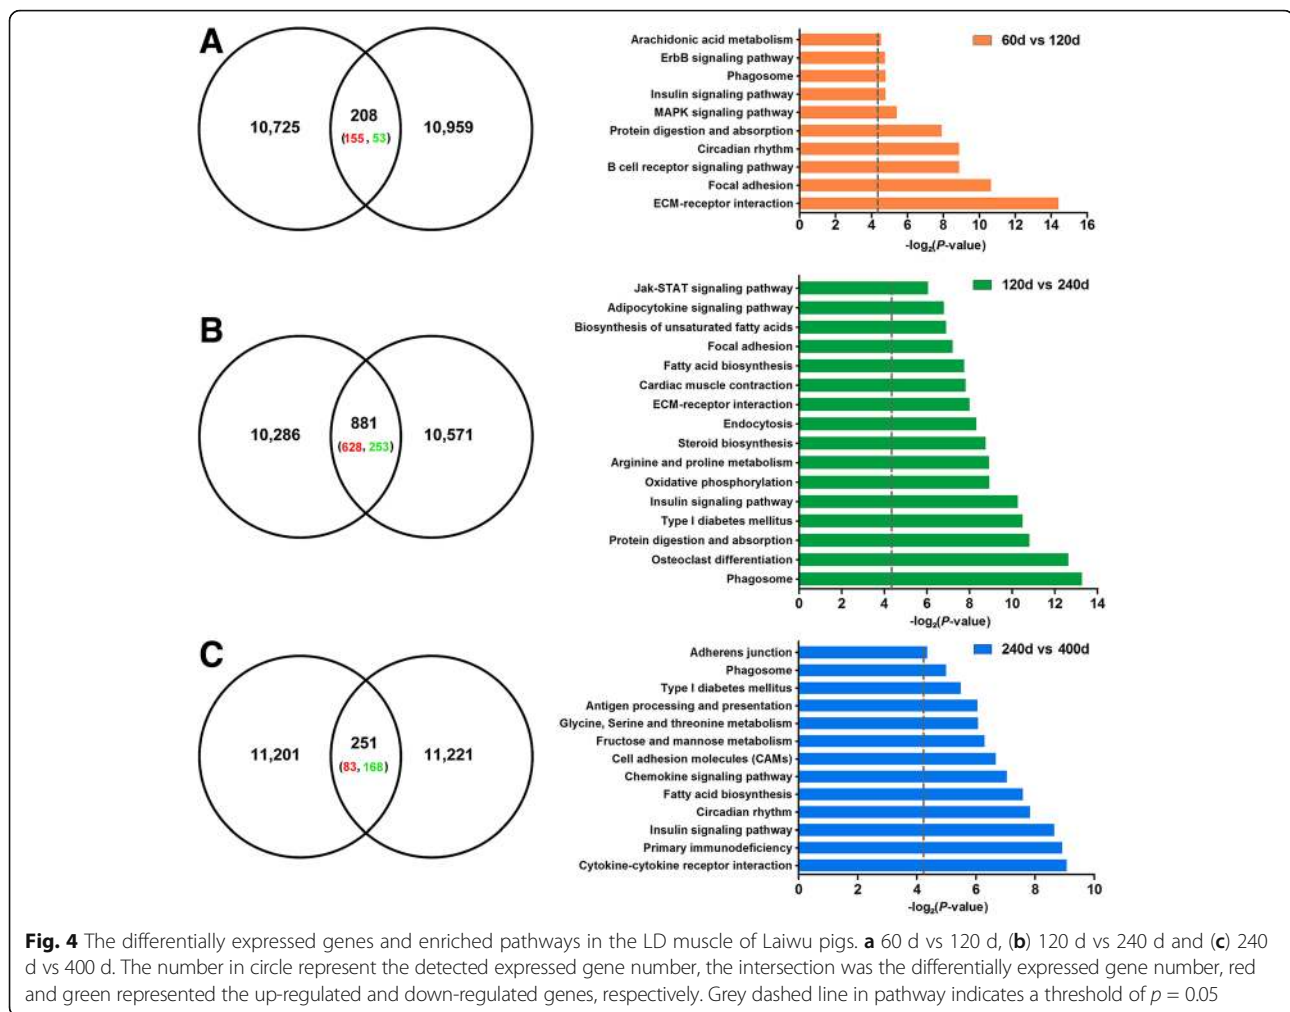 A
10,725
208
(155, 53)
10,959
60d vs 120d
Arachidonic acid metabolism
ErbB signaling pathway
Phagosome
Insulin signaling pathway
MAPK signaling pathway
Protein digestion and absorption
Circadian rhythm
B cell receptor signaling pathway
Focal adhesion
ECM-receptor interaction
0 2 4 6 8 10 12 14 16
-log₂(P-value)
B
10,286
881
(628, 253)
10,571
120d vs 240d
Jak-STAT signaling pathway
Adipocytokine signaling pathway
Biosynthesis of unsaturated fatty acids
Focal adhesion
Fatty acid biosynthesis
Cardiac muscle contraction
ECM-receptor interaction
Endocytosis
Steroid biosynthesis
Arginine and proline metabolism
Oxidative phosphorylation
Insulin signaling pathway
Type I diabetes mellitus
Protein digestion and absorption
Osteoclast differentiation
Phagosome
0 2 4 6 8 10 12 14
-log₂(P-value)
C
11,201
251
(83, 168)
11,221
240d vs 400d
Adherens junction
Phagosome
Type I diabetes mellitus
Antigen processing and presentation
Glycine, Serine and threonine metabolism
Fructose and mannose metabolism
Cell adhesion molecules (CAMs)
Chemokine signaling pathway
Fatty acid biosynthesis
Circadian rhythm
Insulin signaling pathway
Primary immunodeficiency
Cytokine-cytokine receptor interaction
0 2 4 6 8 10
-log₂(P-value)
Fig. 4 The differentially expressed genes and enriched pathways in the LD muscle of Laiwu pigs. a 60 d vs 120 d, (b) 120 d vs 240 d and (c) 240
d vs 400 d. The number in circle represent the detected expressed gene number, the intersection was the differentially expressed gene number, red
and green represented the up-regulated and down-regulated genes, respectively. Grey dashed line in pathway indicates a threshold of p = 0.05